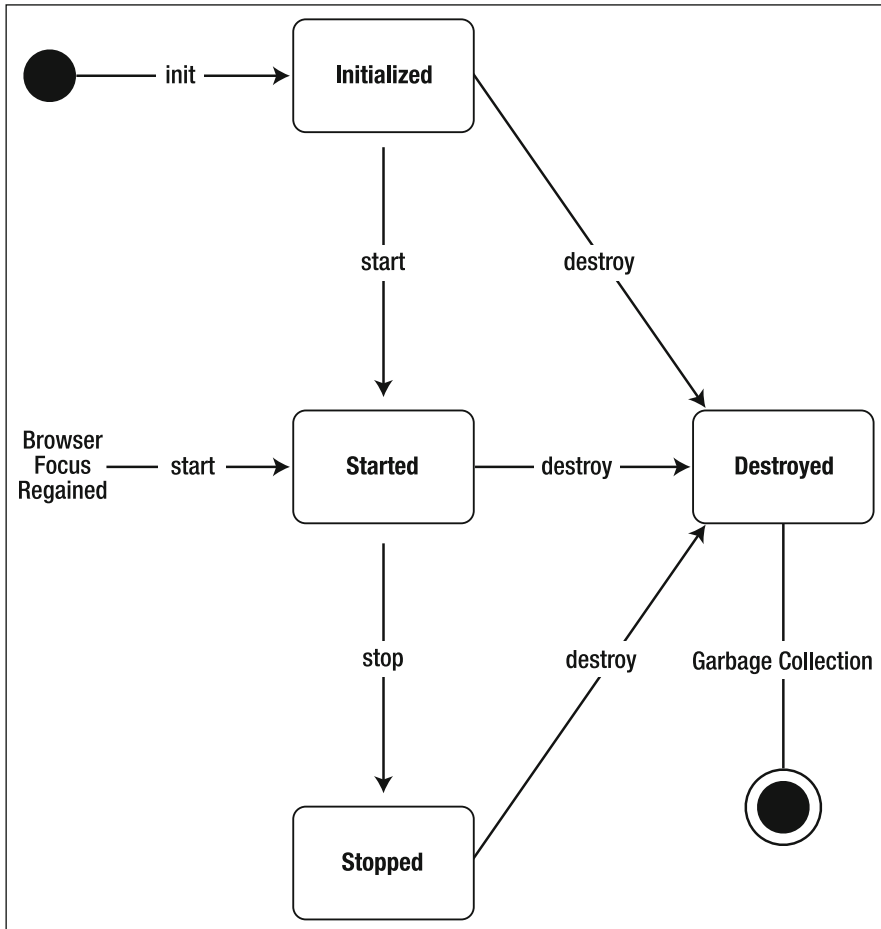 init
Initialized
start
destroy
Browser
Focus
Regained
start
Started
destroy
Destroyed
stop
destroy
Garbage Collection
Stopped